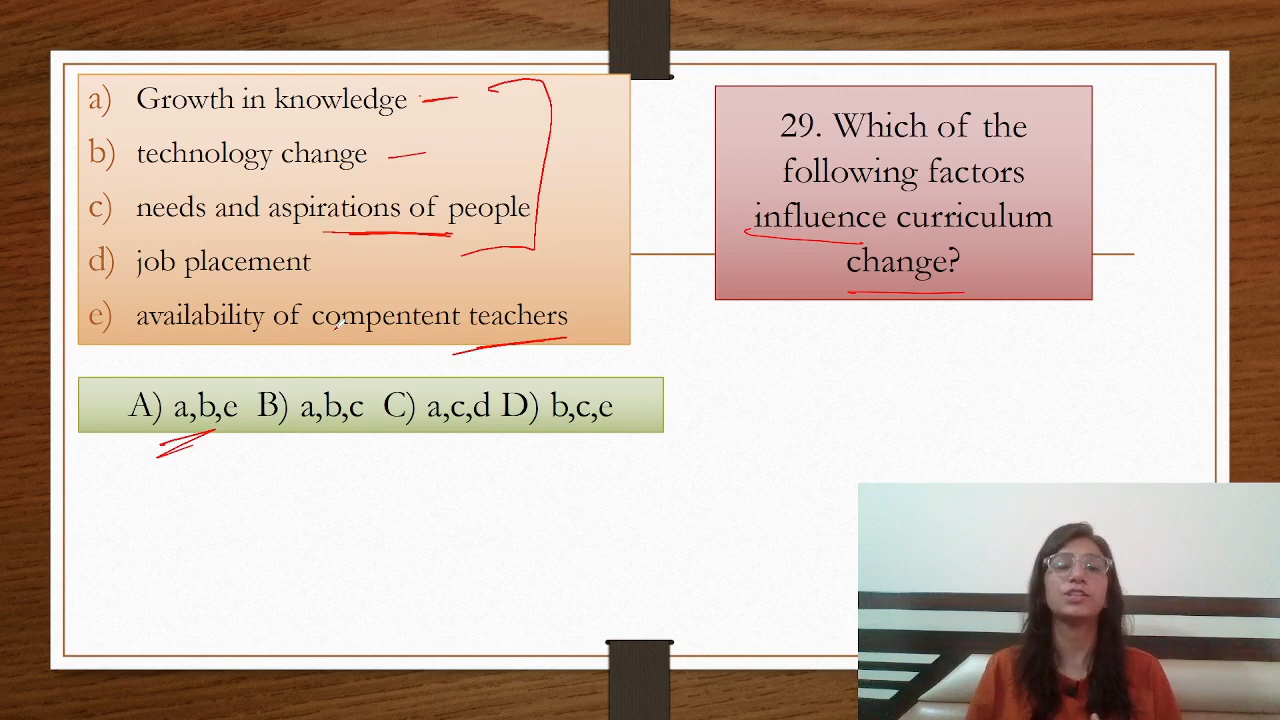 a) Growth in knowledge
b) technology change
c) needs and aspirations of people
d) job placement
e) availability of compentent teachers
A) a,b,e B) a,b,c C) a,c,d D) b,c,e
29. Which of the
following factors
influence curriculum
change?